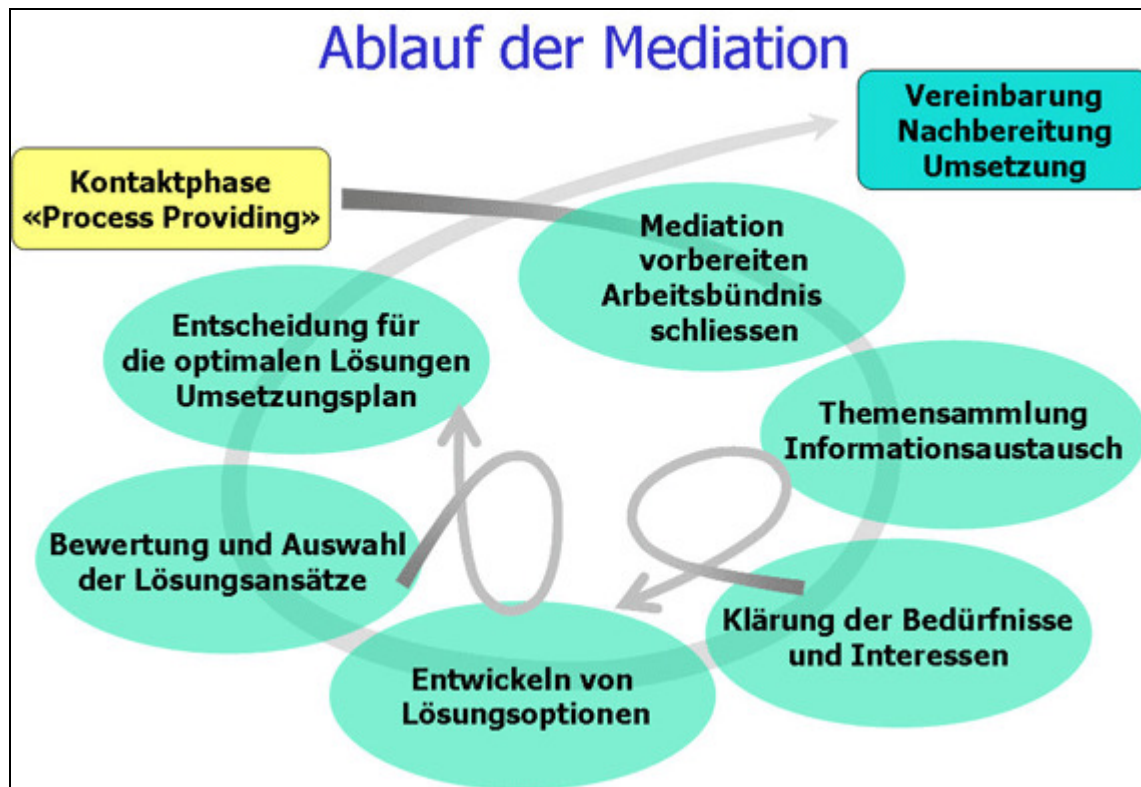 Ablauf der Mediation
Kontaktphase
«Process Providing»
Vereinbarung
Nachbereitung
Umsetzung
Mediation
vorbereiten
Arbeitsbündnis
schliessen
Themensammlung
Informationsaustausch
Klärung der Bedürfnisse
und Interessen
Entwickeln von
Lösungsoptionen
Bewertung und Auswahl
der Lösungsansätze
Entscheidung für
die optimalen Lösungen
Umsetzungsplan